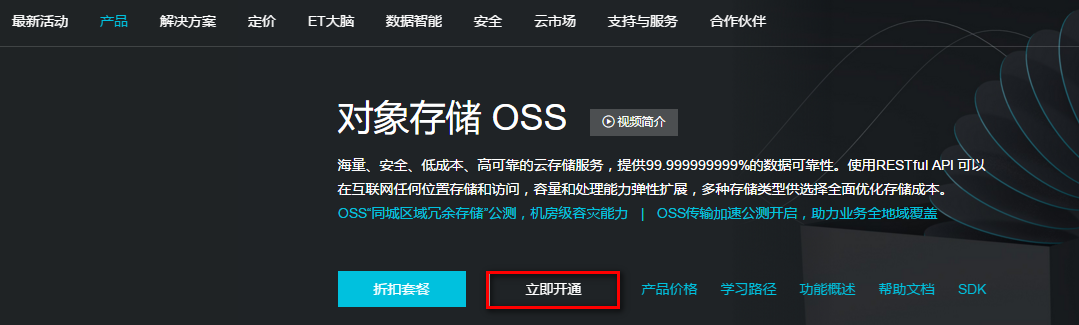 最新活动 产品 解决方案 定价 ET大脑 数据智能 安全 云市场 支持与服务 合作伙伴
对象存储 OSS 视频简介
海量、安全、低成本、高可靠的云存储服务，提供99.999999999%的数据可靠性。使用RESTful API 可以
在互联网任何位置存储和访问，容量和处理能力弹性扩展，多种存储类型供选择全面优化存储成本。
OSS“同城区域冗余存储”公测，机房级容灾能力 | OSS传输加速公测开启，助力业务全地域覆盖
折扣套餐 立即开通 产品价格 学习路径 功能概述 帮助文档 SDK